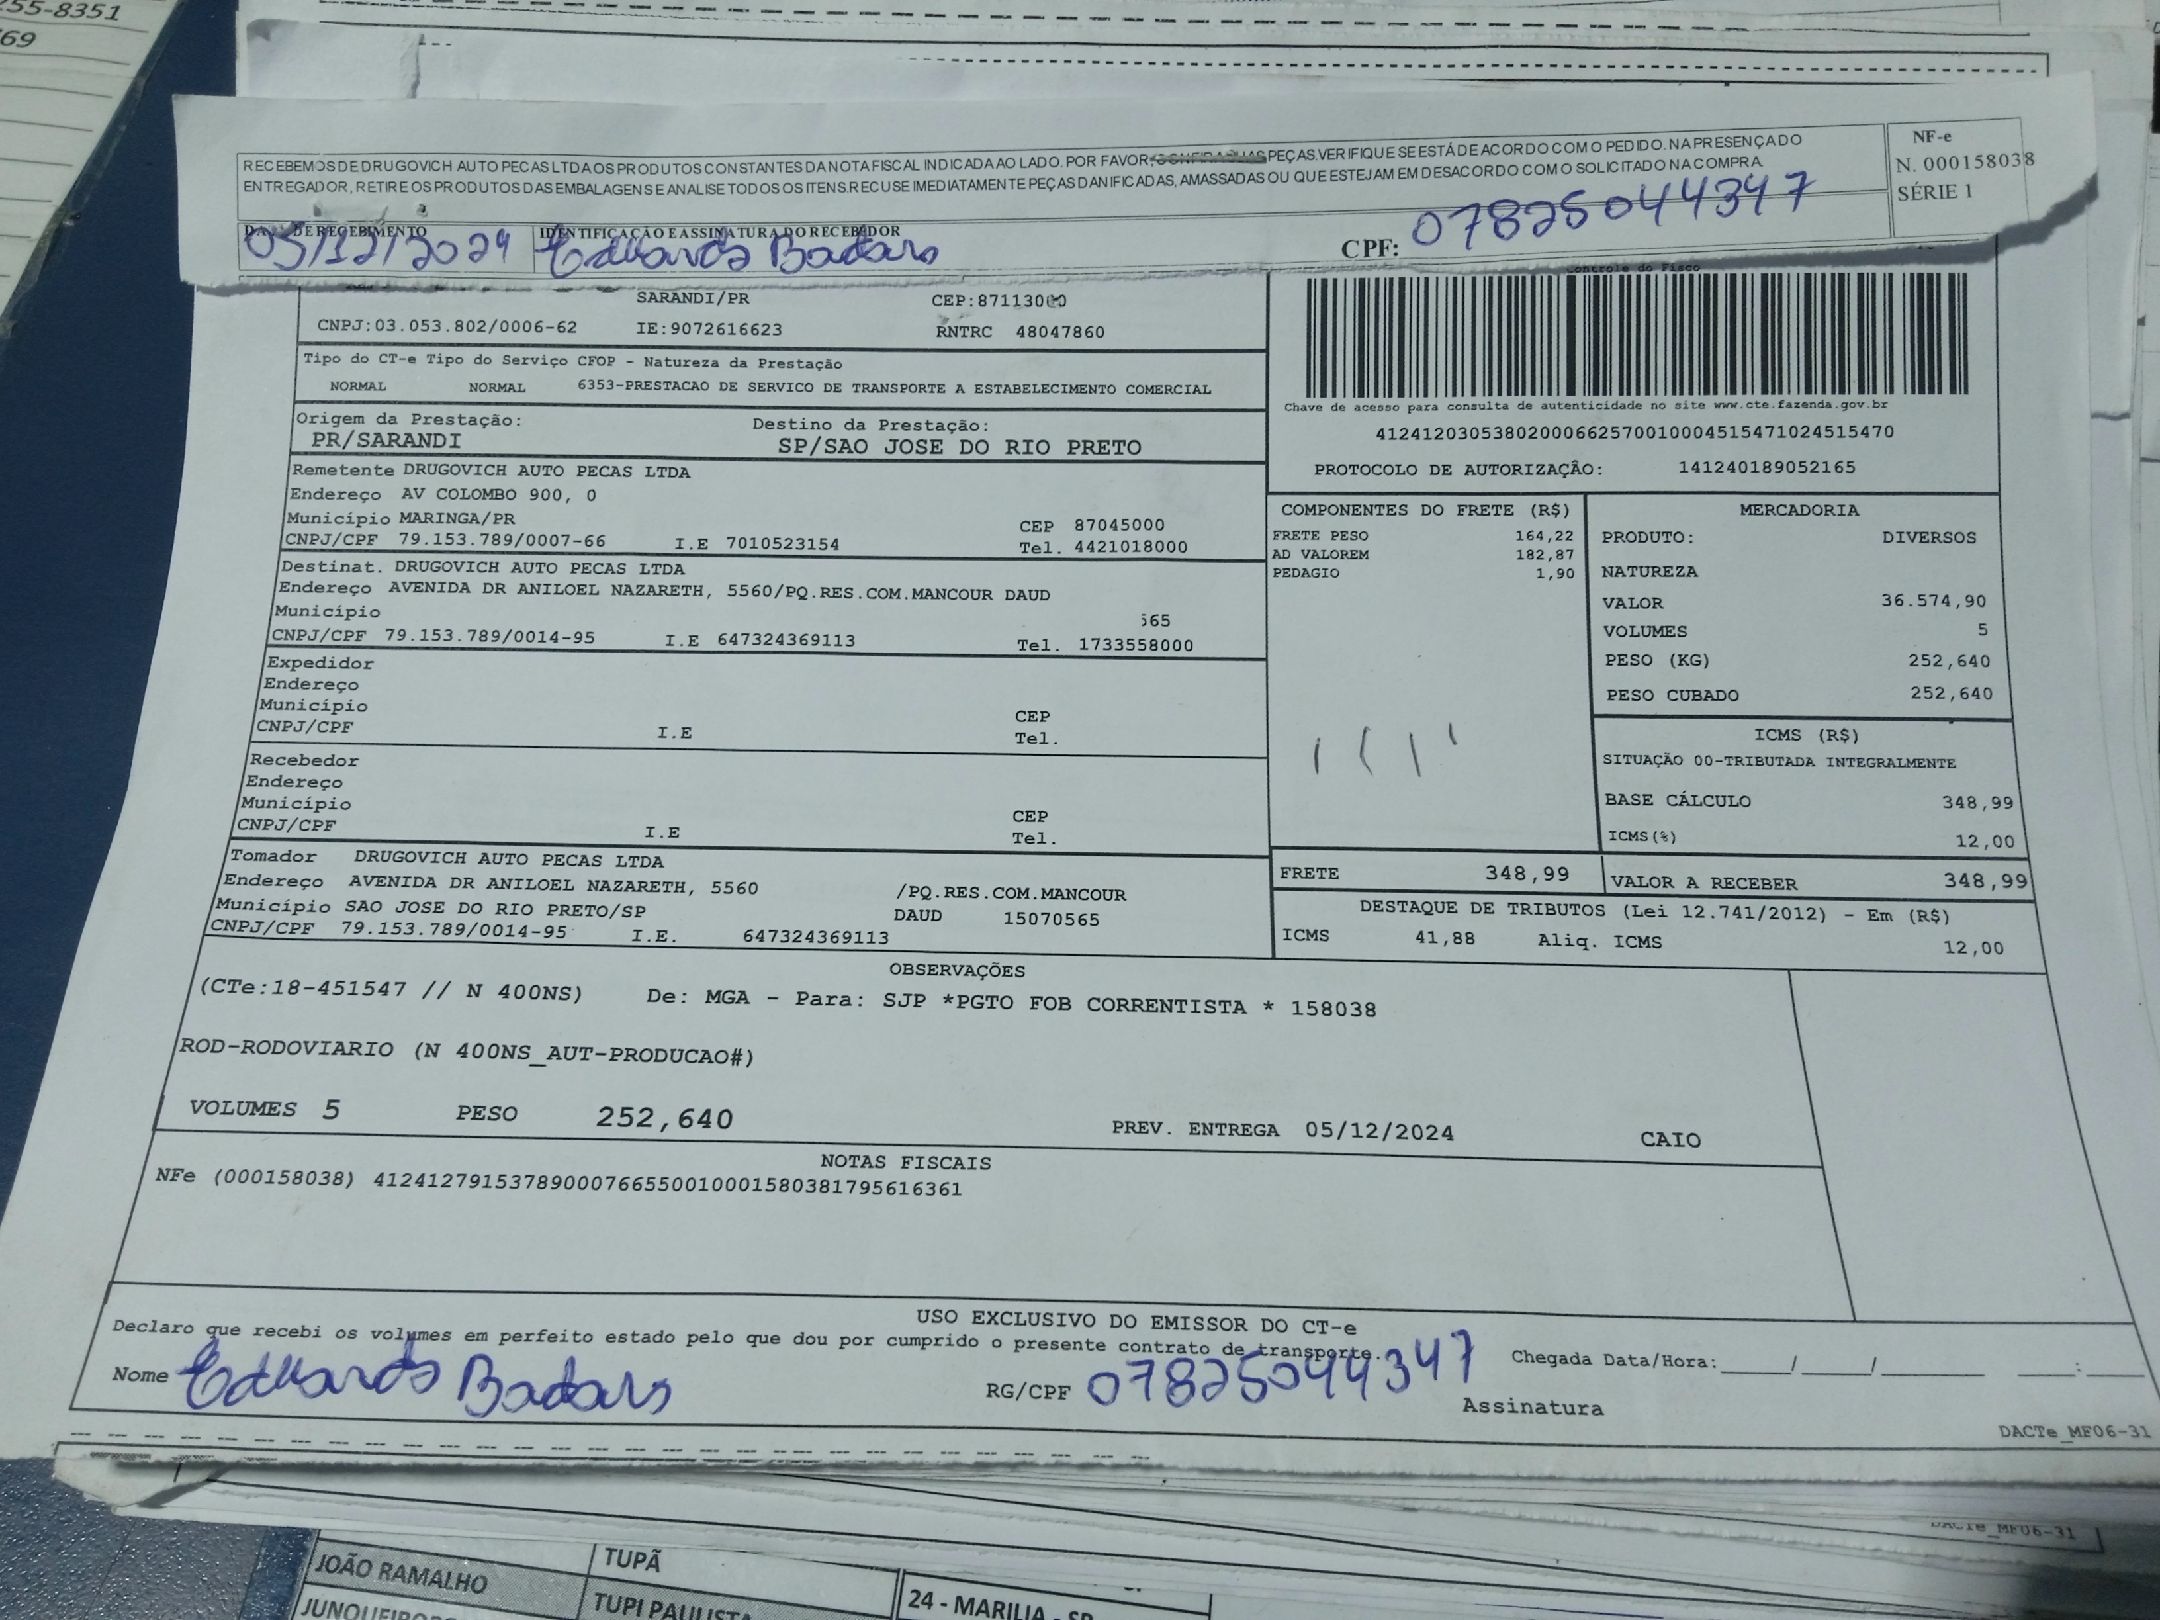 55-8351
69
RECEBEMOS DE DRUGOVICH AUTO PECAS LTDA OS PRODUTOS CONSTANTES DA NOTA FISCAL INDICADA AO LADO. POR FAVOR, CONFIRA SUAS PEÇAS. VERIFIQUE SE ESTÁ DE ACORDO COM O PEDIDO. NA PRESENÇA DO
ENTREGADOR, RETIRE OS PRODUTOS DAS EMBALAGENS E ANALISE TODOS OS ITENS. RECUSE IMEDIATAMENTE PEÇAS DANIFICADAS, AMASSADAS OU QUE ESTEJAM EM DESACORDO COM O SOLICITADO NA COMPRA.
NF-e
N. 000158038
SÉRIE 1
DATA DE RECEBIMENTO IDENTIFICAÇÃO E ASSINATURA DO RECEBEDOR
05/12/2024 Eduardo Badaro CPF: 07825044347
Controle do Fisco
SARANDI/PR CEP:87113000
CNPJ:03.053.802/0006-62 IE:9072616623 RNTRC 48047860
Tipo do CT-e Tipo do Serviço CFOP - Natureza da Prestação
NORMAL NORMAL 6353-PRESTACAO DE SERVICO DE TRANSPORTE A ESTABELECIMENTO COMERCIAL
Chave de acesso para consulta de autenticidade no site www.cte.fazenda.gov.br
41241203053802000662570010004515471024515470
PROTOCOLO DE AUTORIZAÇÃO: 141240189052165
Origem da Prestação: Destino da Prestação:
PR/SARANDI SP/SAO JOSE DO RIO PRETO
Remetente DRUGOVICH AUTO PECAS LTDA
Endereço AV COLOMBO 900, 0
Município MARINGA/PR CEP 87045000
CNPJ/CPF 79.153.789/0007-66 I.E 7010523154 Tel. 4421018000
Destinat. DRUGOVICH AUTO PECAS LTDA
Endereço AVENIDA DR ANILOEL NAZARETH, 5560/PQ.RES.COM.MANCOUR DAUD
Município 565
CNPJ/CPF 79.153.789/0014-95 I.E 647324369113 Tel. 1733558000
Expedidor
Endereço
Município CEP
CNPJ/CPF I.E Tel.
Recebedor
Endereço
Município CEP
CNPJ/CPF I.E Tel.
Tomador DRUGOVICH AUTO PECAS LTDA
Endereço AVENIDA DR ANILOEL NAZARETH, 5560 /PQ.RES.COM.MANCOUR
Município SAO JOSE DO RIO PRETO/SP DAUD 15070565
CNPJ/CPF 79.153.789/0014-95 I.E. 647324369113
COMPONENTES DO FRETE (R$)
FRETE PESO 164,22
AD VALOREM 182,87
PEDAGIO 1,90
MERCADORIA
PRODUTO: DIVERSOS
NATUREZA
VALOR 36.574,90
VOLUMES 5
PESO (KG) 252,640
PESO CUBADO 252,640
ICMS (R$)
SITUAÇÃO 00-TRIBUTADA INTEGRALMENTE
BASE CÁLCULO 348,99
ICMS(%) 12,00
FRETE 348,99 VALOR A RECEBER 348,99
DESTAQUE DE TRIBUTOS (Lei 12.741/2012) - Em (R$)
ICMS 41,88 Aliq. ICMS 12,00
OBSERVAÇÕES
(CTe:18-451547 // N 400NS) De: MGA - Para: SJP *PGTO FOB CORRENTISTA * 158038
ROD-RODOVIARIO (N 400NS_AUT-PRODUCAO#)
VOLUMES 5 PESO 252,640 PREV. ENTREGA 05/12/2024 CAIO
NOTAS FISCAIS
NFe (000158038) 41241279153789000766550010001580381795616361
USO EXCLUSIVO DO EMISSOR DO CT-e
Declaro que recebi os volumes em perfeito estado pelo que dou por cumprido o presente contrato de transporte.
Nome Eduardo Badaro RG/CPF 07825044347 Chegada Data/Hora:____/____/______ ____:____
Assinatura
DACTe_MF06-31
DACTe_MF06-31
JOÃO RAMALHO TUPÃ
TUPI PAULISTA 24 - MARILIA - SP